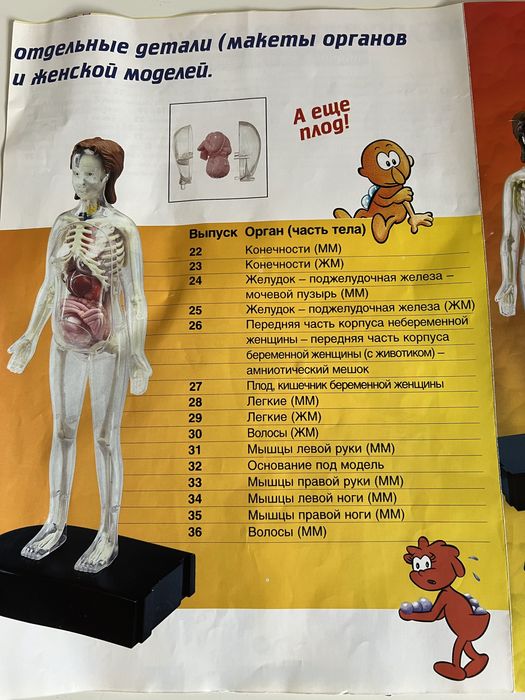 отдельные детали (макеты органов
и женской моделей.
А еще
плод!
Выпуск Орган (часть тела)
22 Конечности (ММ)
23 Конечности (ЖМ)
24 Желудок – поджелудочная железа –
мочевой пузырь (ММ)
25 Желудок – поджелудочная железа (ЖМ)
26 Передняя часть корпуса небеременной
женщины – передняя часть корпуса
беременной женщины (с животиком) –
амниотический мешок
27 Плод, кишечник беременной женщины
28 Легкие (ММ)
29 Легкие (ЖМ)
30 Волосы (ЖМ)
31 Мышцы левой руки (ММ)
32 Основание под модель
33 Мышцы правой руки (ММ)
34 Мышцы левой ноги (ММ)
35 Мышцы правой ноги (ММ)
36 Волосы (ММ)